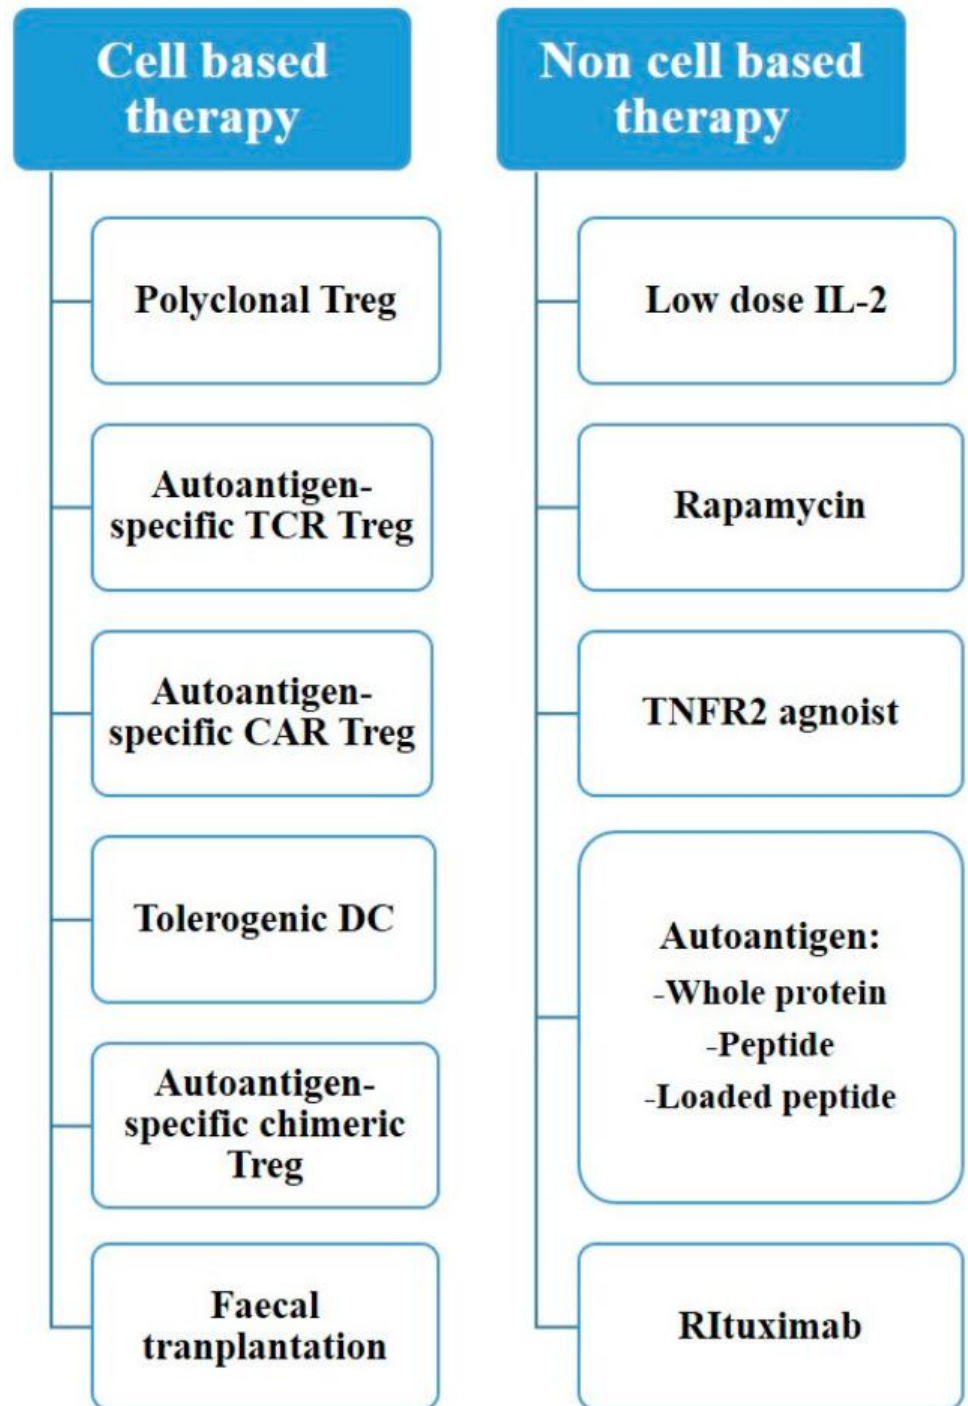 Cell based
therapy
Polyclonal Treg
Autoantigen-
specific TCR Treg
Autoantigen-
specific CAR Treg
Tolerogenic DC
Autoantigen-
specific chimeric
Treg
Faecal
tranplantation
Non cell based
therapy
Low dose IL-2
Rapamycin
TNFR2 agnoist
Autoantigen:
-Whole protein
-Peptide
-Loaded peptide
RItuximab